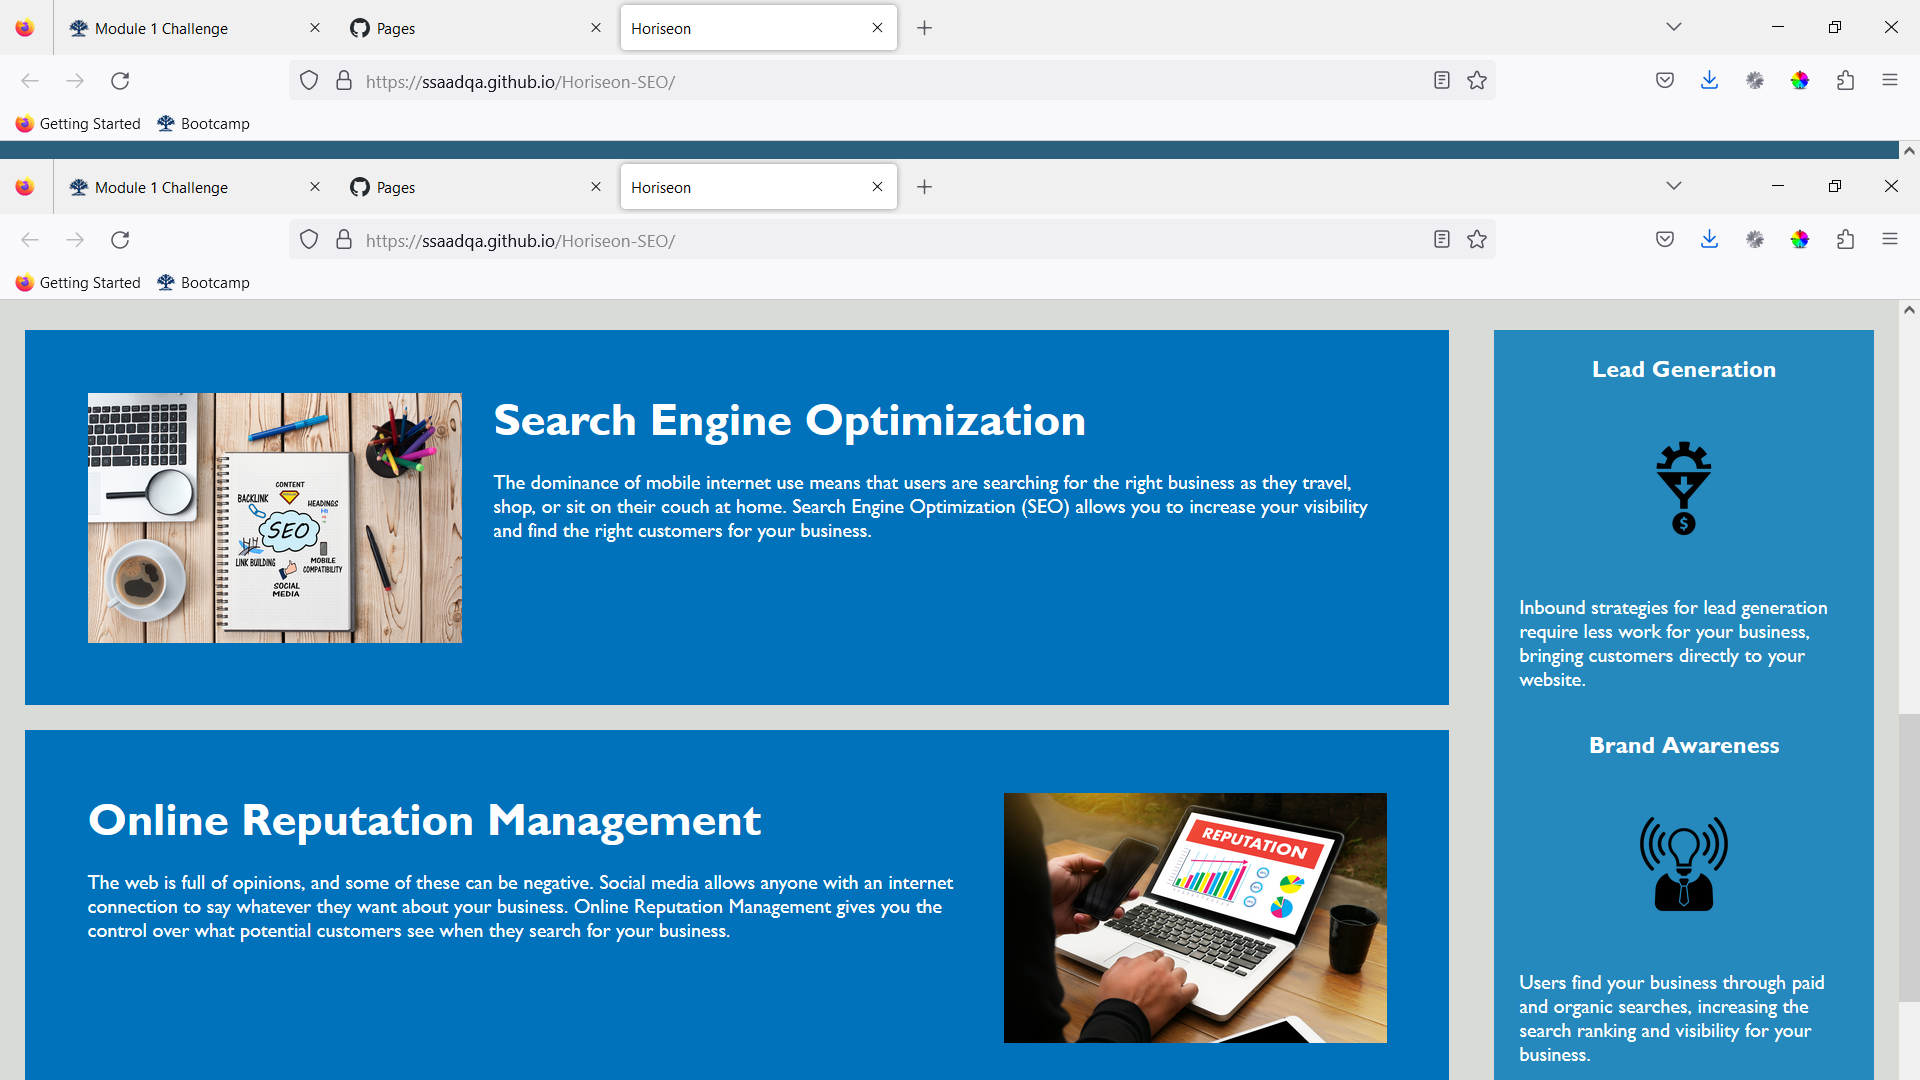 Module 1 Challenge
Pages
Horiseon
https://ssaadqa.github.io/Horiseon-SEO/
Getting Started
Bootcamp
Module 1 Challenge
Pages
Horiseon
https://ssaadqa.github.io/Horiseon-SEO/
Getting Started
Bootcamp
CONTENT
BACKLINK
HEADINGS
H1
SEO
LINK BUILDING
MOBILE
COMPATIBILITY
SOCIAL
MEDIA
Search Engine Optimization
The dominance of mobile internet use means that users are searching for the right business as they travel,
shop, or sit on their couch at home. Search Engine Optimization (SEO) allows you to increase your visibility
and find the right customers for your business.
Online Reputation Management
The web is full of opinions, and some of these can be negative. Social media allows anyone with an internet
connection to say whatever they want about your business. Online Reputation Management gives you the
control over what potential customers see when they search for your business.
REPUTATION
Lead Generation
$
Inbound strategies for lead generation
require less work for your business,
bringing customers directly to your
website.
Brand Awareness
Users find your business through paid
and organic searches, increasing the
search ranking and visibility for your
business.